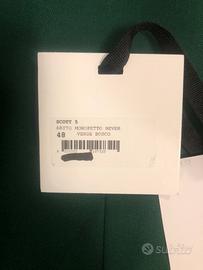 SCOTT 5
ABITO MONOPETTO REVER
48 VERDE BOSCO
subito